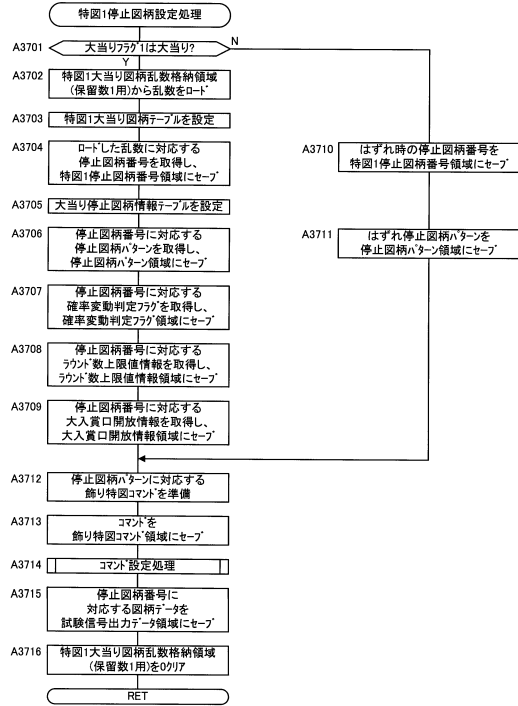 特図1停止図柄設定処理
A3701
大当りﾌﾗｸﾞ1は大当り?
N
Y
A3702
特図1大当り図柄乱数格納領域
(保留数1用)から乱数をﾛｰﾄﾞ
A3703
特図1大当り図柄ﾃｰﾌﾞﾙを設定
A3704
ﾛｰﾄﾞした乱数に対応する
停止図柄番号を取得し、
特図1停止図柄番号領域にｾｰﾌﾞ
A3705
大当り停止図柄情報ﾃｰﾌﾞﾙを設定
A3706
停止図柄番号に対応する
停止図柄ﾊﾟﾀｰﾝを取得し、
停止図柄ﾊﾟﾀｰﾝ領域にｾｰﾌﾞ
A3707
停止図柄番号に対応する
確率変動判定ﾌﾗｸﾞを取得し、
確率変動判定ﾌﾗｸﾞ領域にｾｰﾌﾞ
A3708
停止図柄番号に対応する
ﾗｳﾝﾄﾞ数上限値情報を取得し、
ﾗｳﾝﾄﾞ数上限値情報領域にｾｰﾌﾞ
A3709
停止図柄番号に対応する
大入賞口開放情報を取得し、
大入賞口開放情報領域にｾｰﾌﾞ
A3710
はずれ時の停止図柄番号を
特図1停止図柄番号領域にｾｰﾌﾞ
A3711
はずれ停止図柄ﾊﾟﾀｰﾝを
停止図柄ﾊﾟﾀｰﾝ領域にｾｰﾌﾞ
A3712
停止図柄ﾊﾟﾀｰﾝに対応する
飾り特図ｺﾏﾝﾄﾞを準備
A3713
ｺﾏﾝﾄﾞを
飾り特図ｺﾏﾝﾄﾞ領域にｾｰﾌﾞ
A3714
ｺﾏﾝﾄﾞ設定処理
A3715
停止図柄番号に
対応する図柄ﾃﾞｰﾀを
試験信号出力ﾃﾞｰﾀ領域にｾｰﾌﾞ
A3716
特図1大当り図柄乱数格納領域
(保留数1用)を0ｸﾘｱ
RET